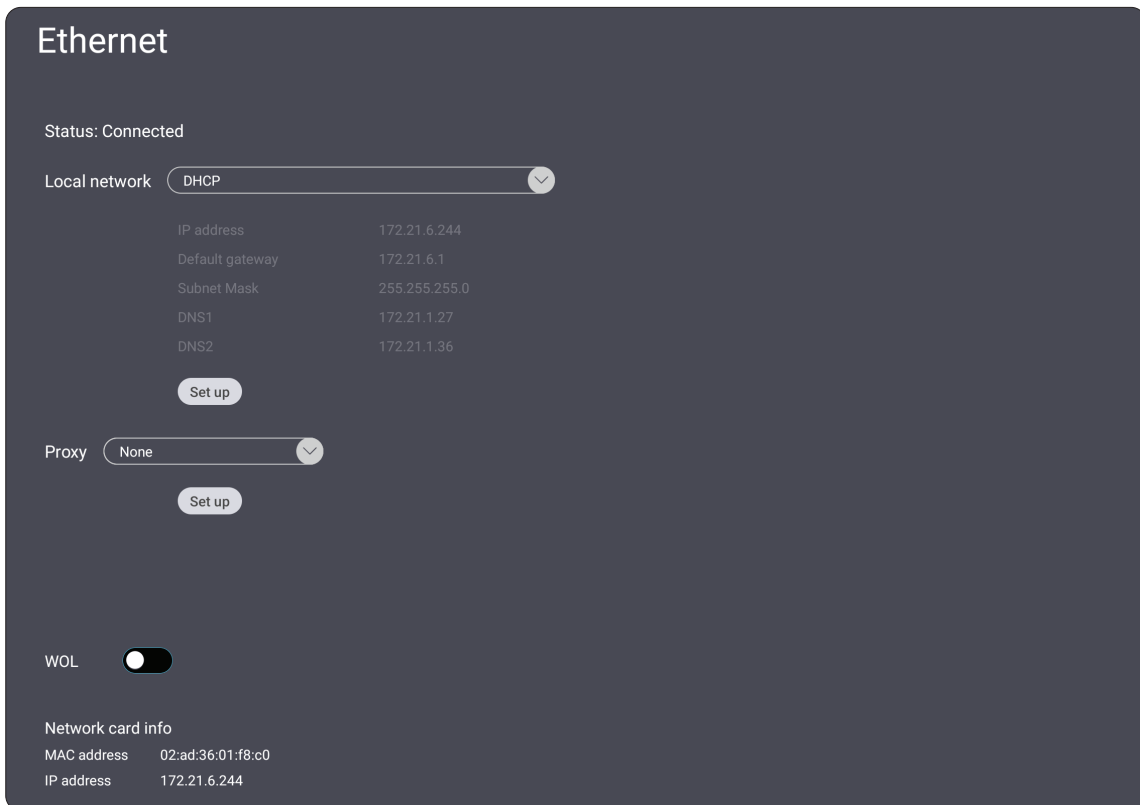 Ethernet
Status: Connected
Local network DHCP
IP address 172.21.6.244
Default gateway 172.21.6.1
Subnet Mask 255.255.255.0
DNS1 172.21.1.27
DNS2 172.21.1.36
Set up
Proxy None
Set up
WOL
Network card info
MAC address 02:ad:36:01:f8:c0
IP address 172.21.6.244